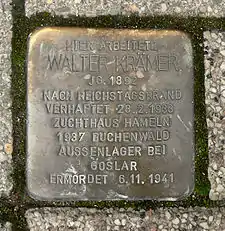 HIER ARBEITETE
WALTER KRÄMER
JG. 1892
NACH REICHSTAGSBRAND
VERHAFTET 28.2.1933
ZUCHTHAUS HAMELN
1937 BUCHENWALD
AUSSENLAGER BEI
GOSLAR
ERMORDET 6.11.1941